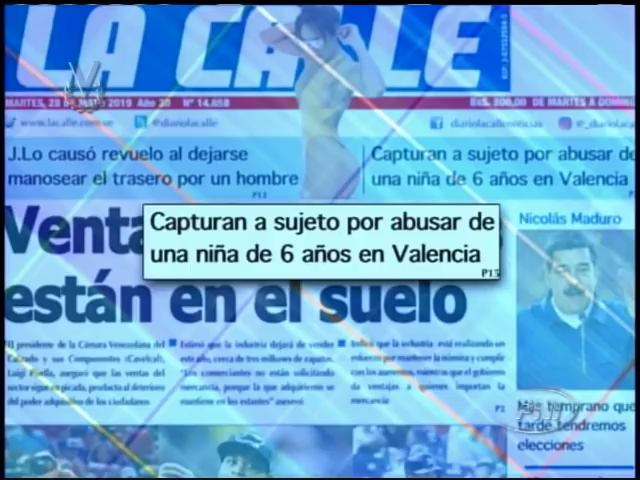 LA CALLE
MARTES, 28 DE MAYO 2019 Año 39 N° 14.658
DE MARTES A DOMINGO
www.lacalle.com.ve
@diariolacalle
J.Lo causó revuelo al dejarse
manosear el trasero por un hombre
Capturan a sujeto por abusar de
una niña de 6 años en Valencia
Capturan a sujeto por abusar de
una niña de 6 años en Valencia
P15
están en el suelo
Nicolás Maduro
El presidente de la Cámara Venezolana del
Calzado y sus Componentes (Cavecal),
aseguró que las ventas del
sector sigue en picada, producto al deterioro
del poder adquisitivo de los ciudadanos
Estimó que la industria dejará de vender
este año, cerca de tres millones de zapatos.
"Los comerciantes no están solicitando
mercancía, porque la que adquirieron se
mantiene en los estantes" aseveró.
Indicó que la industria está realizando un
esfuerzo por mantener la nómina y cumplir
con los aumentos, mientras que el gobierno
da ventajas a quienes importan la
mercancía
P2
Más temprano que
tarde tendremos
elecciones